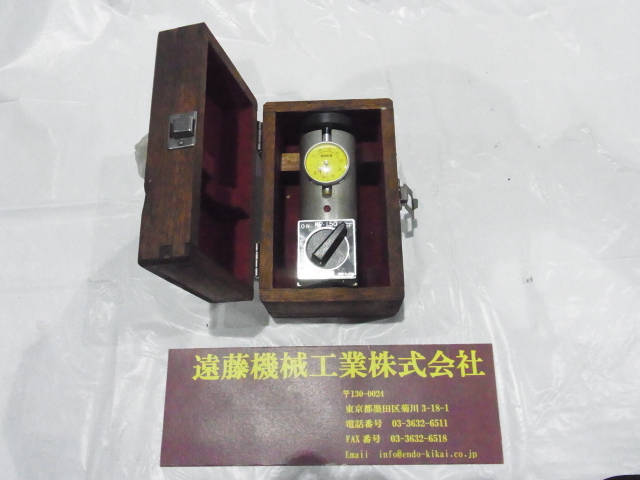 ON
遠藤機械工業株式会社
〒130-0024
東京都墨田区菊川3-18-1
電話番号 03-3632-6511
FAX番号 03-3632-6518
Email info@endo-kikai.co.jp